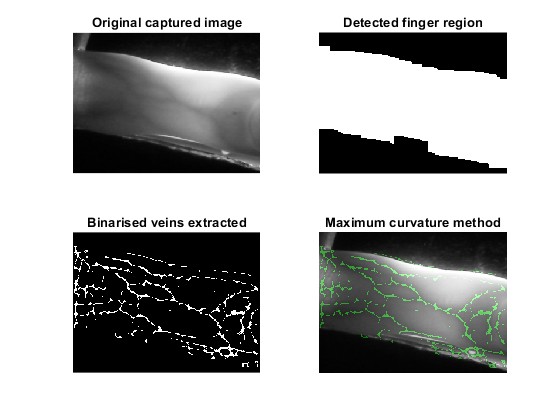 Original captured image
Detected finger region
Binarised veins extracted
Maximum curvature method